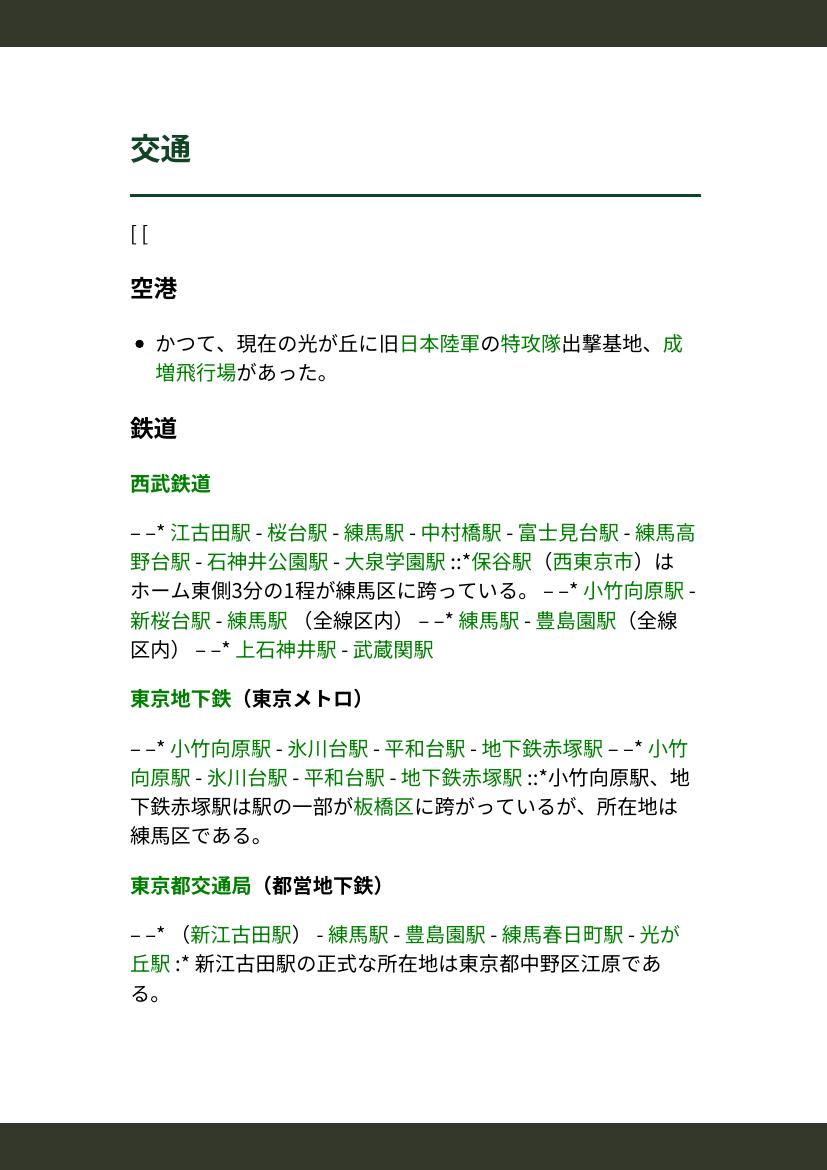 交通
[ [
空港
• かつて、現在の光が丘に旧日本陸軍の特攻隊出撃基地、成
増飛行場があった。
鉄道
西武鉄道
– –* 江古田駅 - 桜台駅 - 練馬駅 - 中村橋駅 - 富士見台駅 - 練馬高
野台駅 - 石神井公園駅 - 大泉学園駅 ::*保谷駅（西東京市）は
ホーム東側3分の1程が練馬区に跨っている。 – –* 小竹向原駅 -
新桜台駅 - 練馬駅 （全線区内） – –* 練馬駅 - 豊島園駅（全線
区内） – –* 上石神井駅 - 武蔵関駅
東京地下鉄（東京メトロ）
– –* 小竹向原駅 - 氷川台駅 - 平和台駅 - 地下鉄赤塚駅 – –* 小竹
向原駅 - 氷川台駅 - 平和台駅 - 地下鉄赤塚駅 ::*小竹向原駅、地
下鉄赤塚駅は駅の一部が板橋区に跨がっているが、所在地は
練馬区である。
東京都交通局（都営地下鉄）
– –* （新江古田駅） - 練馬駅 - 豊島園駅 - 練馬春日町駅 - 光が
丘駅 :* 新江古田駅の正式な所在地は東京都中野区江原であ
る。